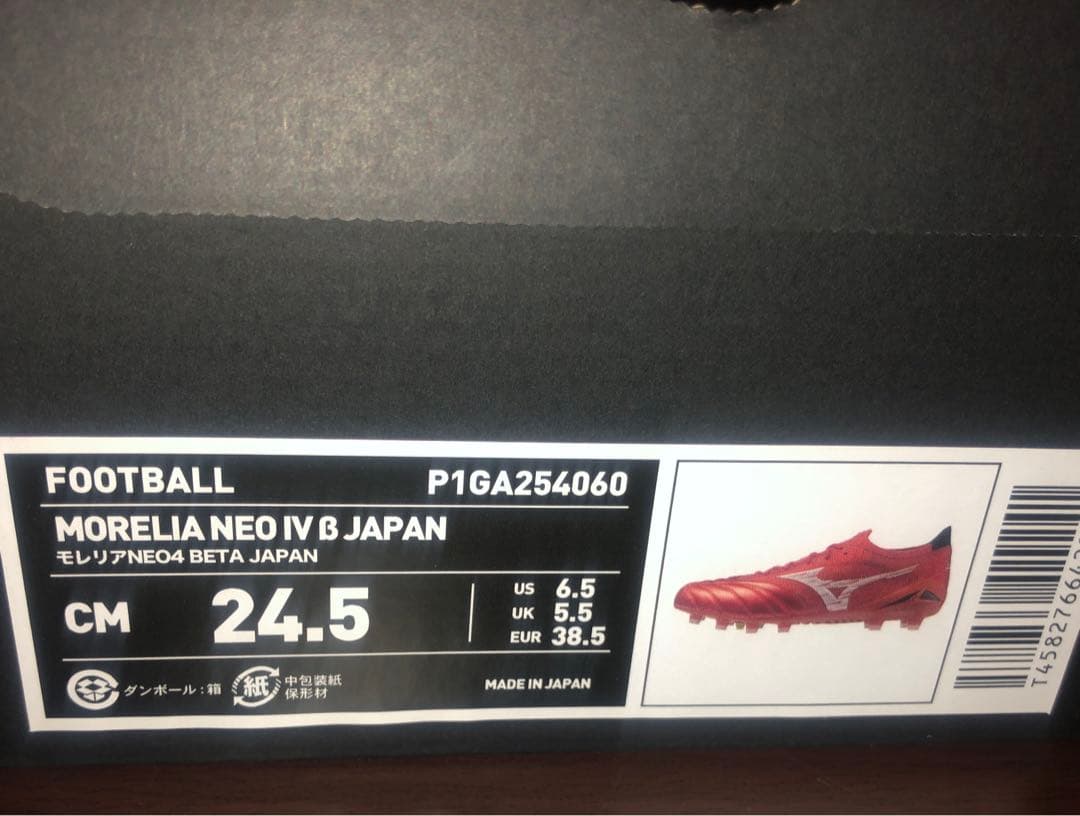 FOOTBALL P1GA254060
MORELIA NEO IV β JAPAN
モレリアNEO4 BETA JAPAN
CM 24.5
US 6.5
UK 5.5
EUR 38.5
ダンボール:箱
紙
中包装紙
保形材
MADE IN JAPAN